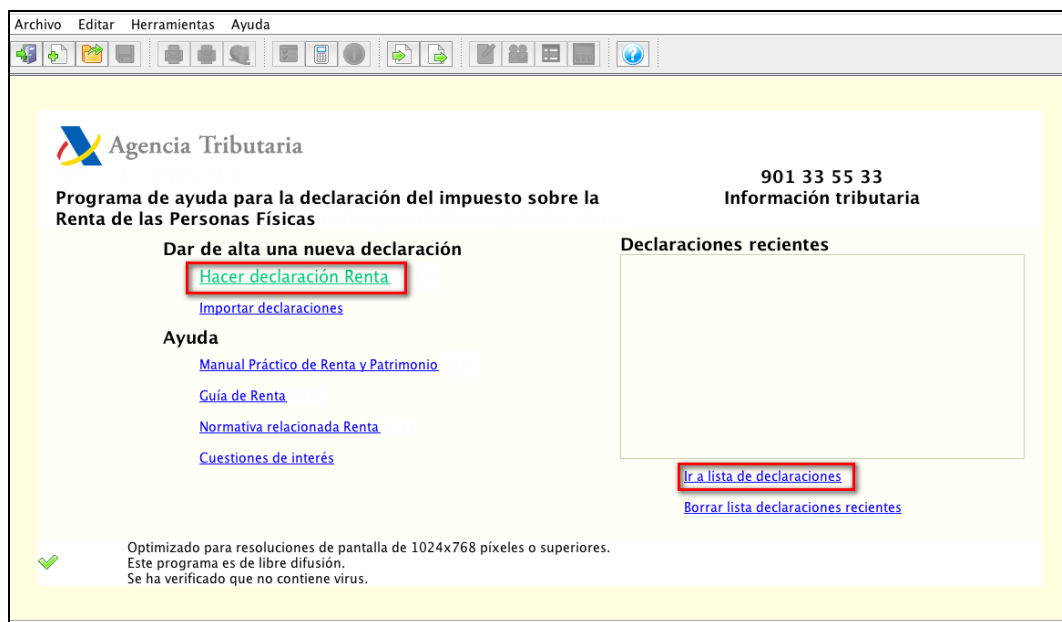 Archivo Editar Herramientas Ayuda
Agencia Tributaria
901 33 55 33
Información tributaria
Programa de ayuda para la declaración del impuesto sobre la
Renta de las Personas Físicas
Dar de alta una nueva declaración
Hacer declaración Renta
Importar declaraciones
Ayuda
Manual Práctico de Renta y Patrimonio
Guía de Renta
Normativa relacionada Renta
Cuestiones de interés
Declaraciones recientes
Ir a lista de declaraciones
Borrar lista declaraciones recientes
Optimizado para resoluciones de pantalla de 1024x768 píxeles o superiores.
Este programa es de libre difusión.
Se ha verificado que no contiene virus.